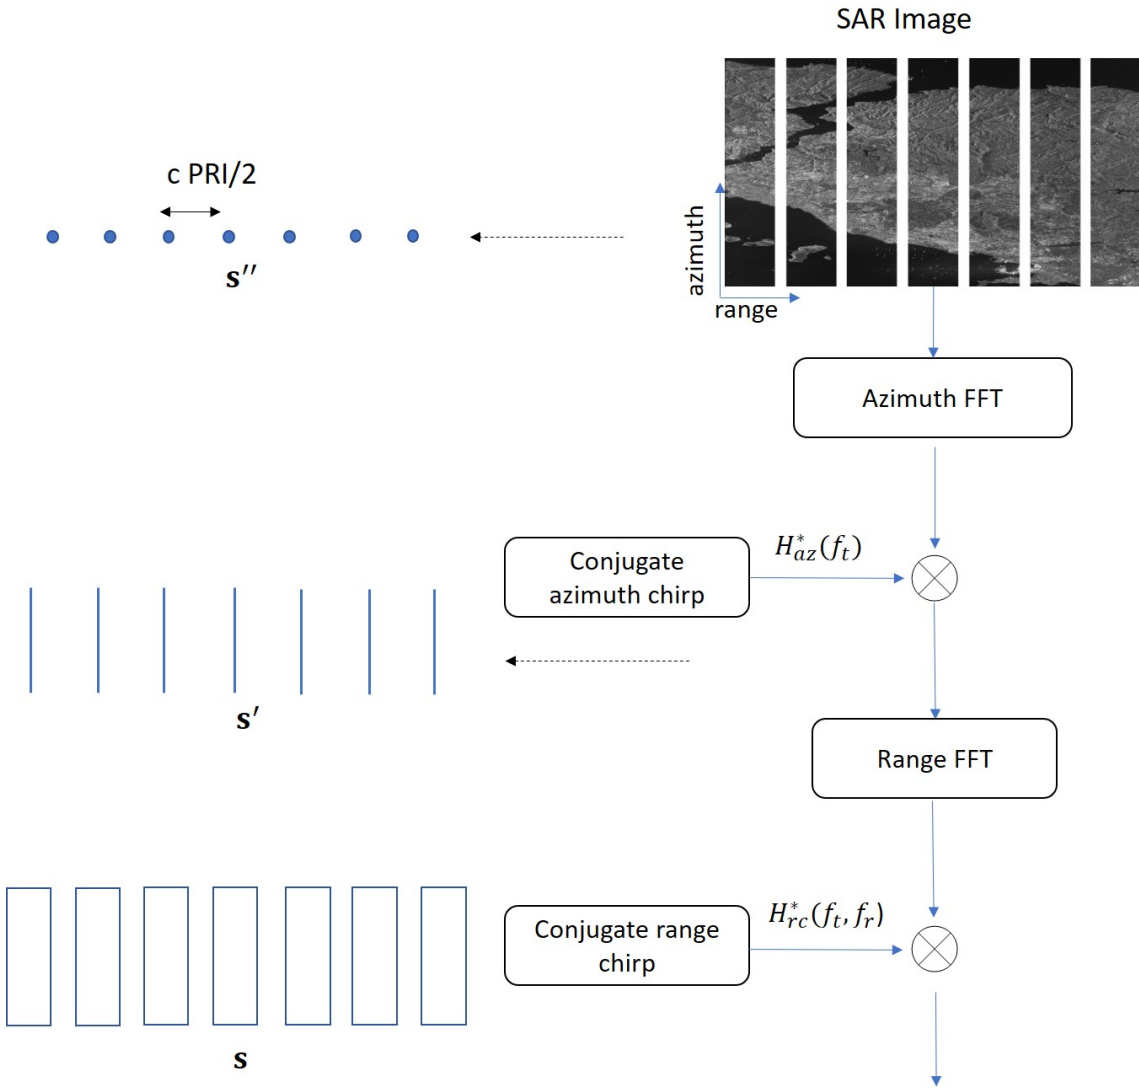 SAR Image
c PRI/2
s′′
azimuth
range
Azimuth FFT
Conjugate
azimuth chirp
H*az(ft)
s′
Range FFT
Conjugate range
chirp
H*rc(ft, fr)
s